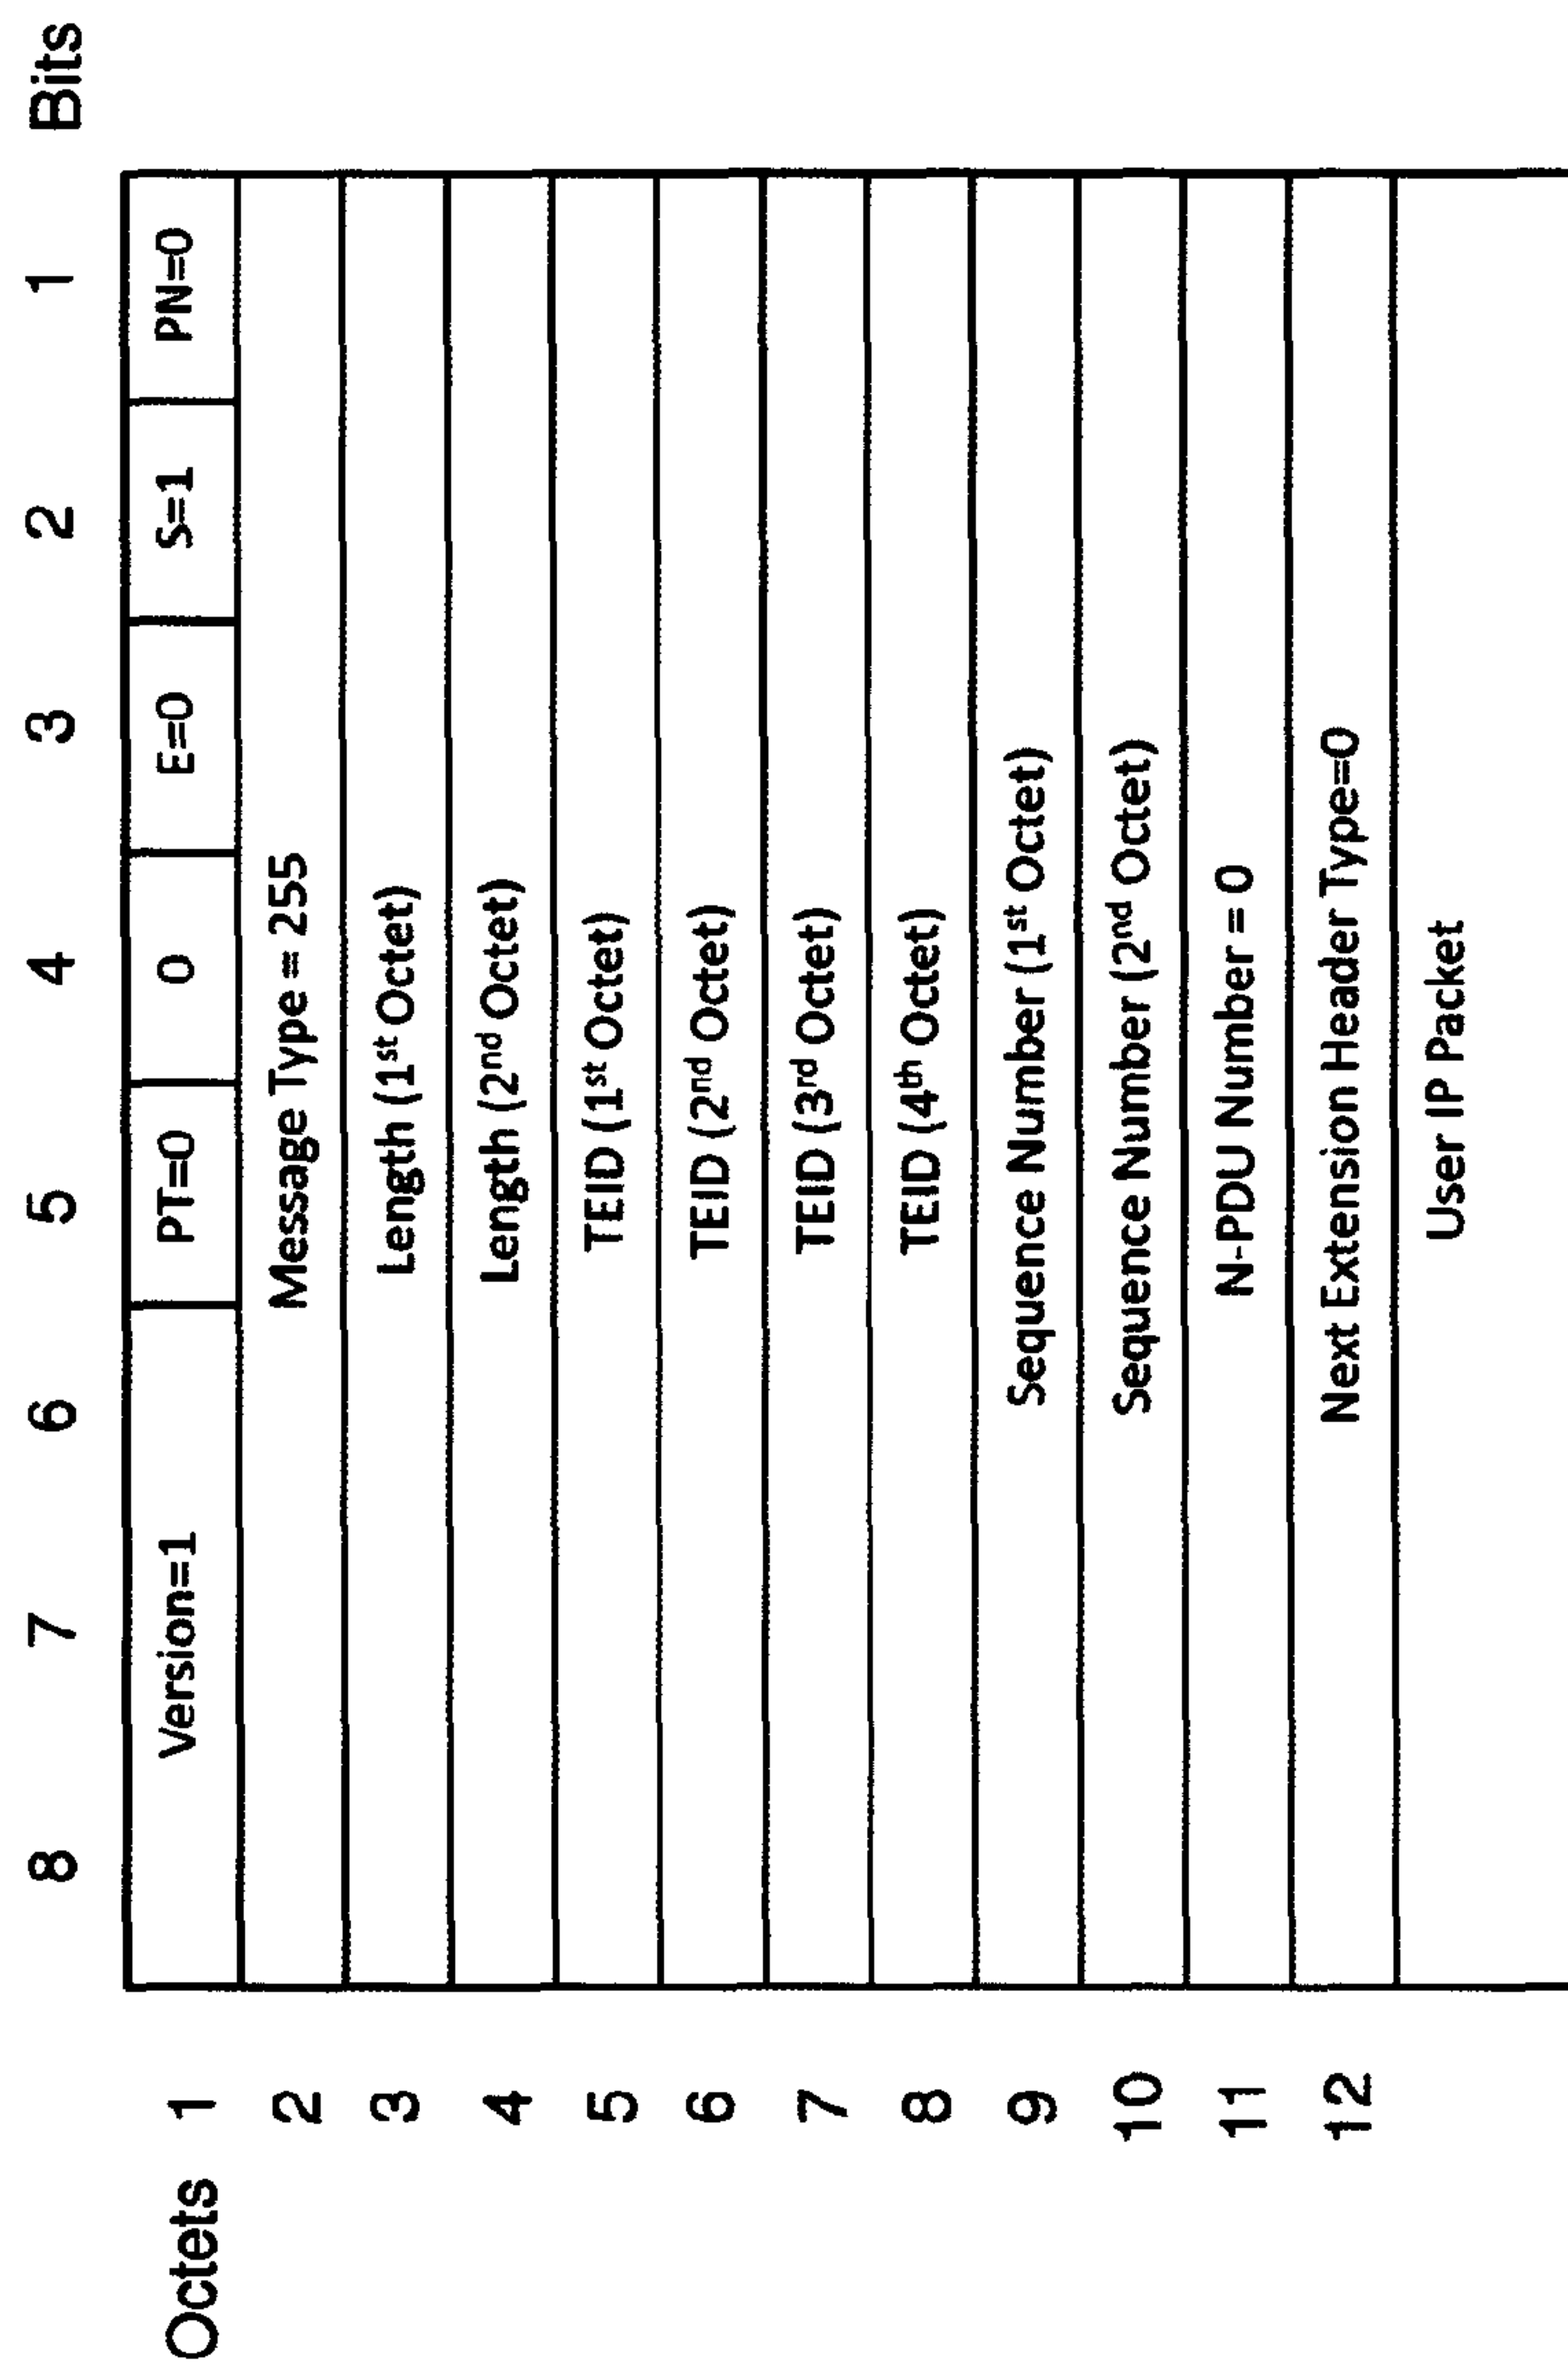 8 7 6 5 4 3 2 1 Bits
Octets 1 Version=1 PT=0 0 E=0 S=1 PN=0
2 Message Type = 255
3 Length (1st Octet)
4 Length (2nd Octet)
5 TEID (1st Octet)
6 TEID (2nd Octet)
7 TEID (3rd Octet)
8 TEID (4th Octet)
9 Sequence Number (1st Octet)
10 Sequence Number (2nd Octet)
11 N-PDU Number = 0
12 Next Extension Header Type=0
User IP Packet